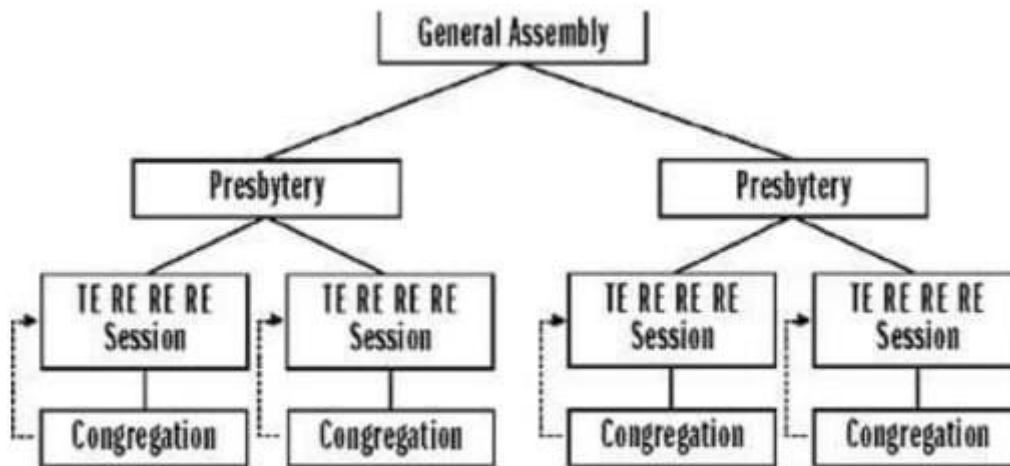 General Assembly
Presbytery
Presbytery
TE RE RE RE
Session
TE RE RE RE
Session
TE RE RE RE
Session
TE RE RE RE
Session
Congregation
Congregation
Congregation
Congregation